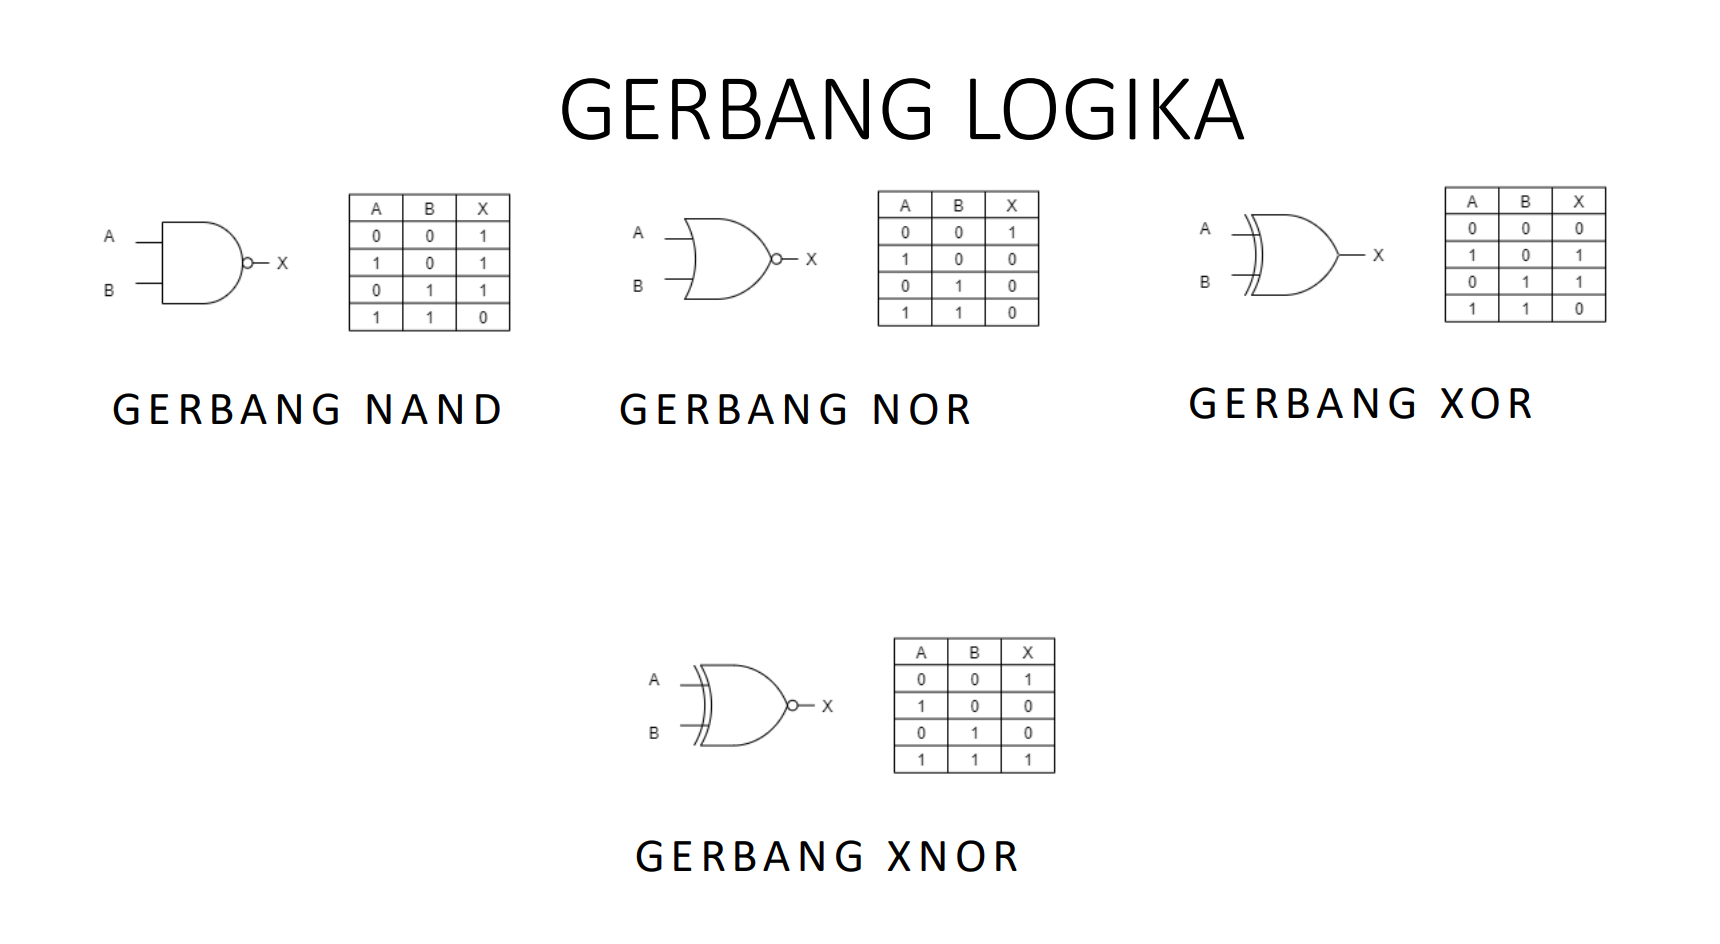 GERBANG LOGIKA
A
B
X
A B X
0 0 1
1 0 1
0 1 1
1 1 0
GERBANG NAND
A
B
X
A B X
0 0 1
1 0 0
0 1 0
1 1 0
GERBANG NOR
A
B
X
A B X
0 0 0
1 0 1
0 1 1
1 1 0
GERBANG XOR
A
B
X
A B X
0 0 1
1 0 0
0 1 0
1 1 1
GERBANG XNOR